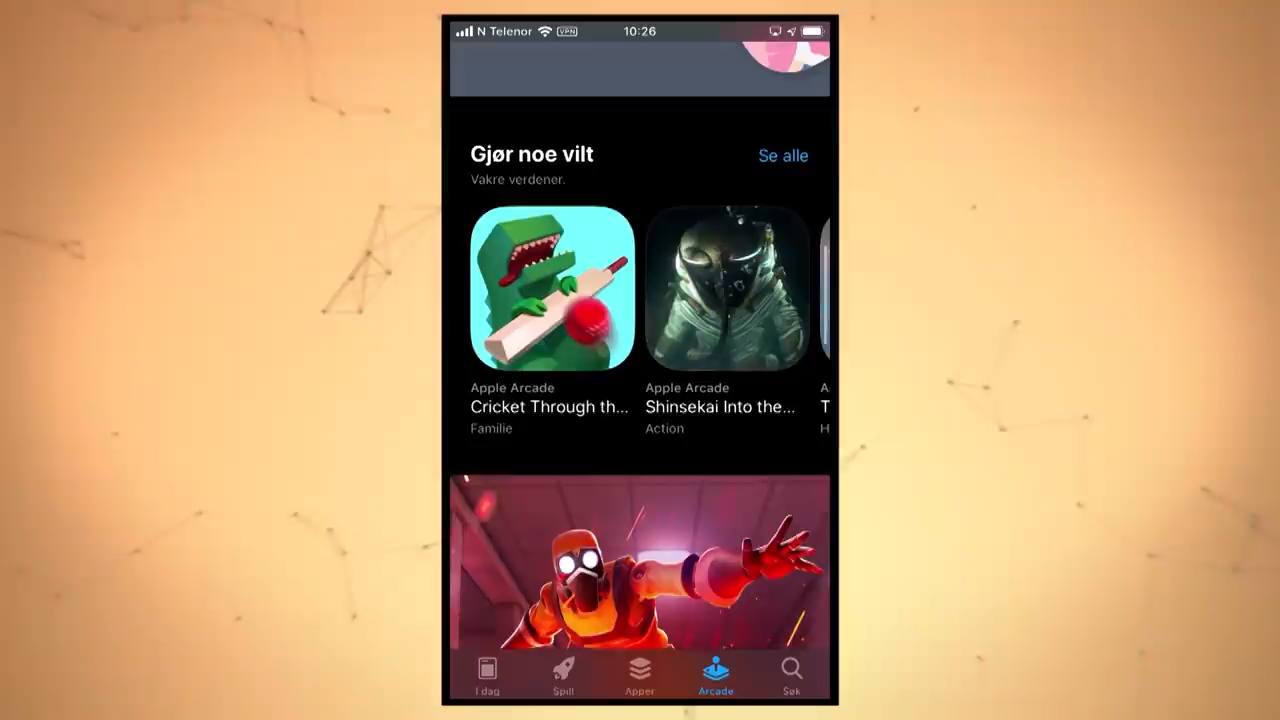 N Telenor VPN 10:26
Gjør noe vilt Se alle
Vakre verdener.
Apple Arcade Apple Arcade A
Cricket Through th... Shinsekai Into the... T
Familie Action H
I dag Spill Apper Arcade Søk